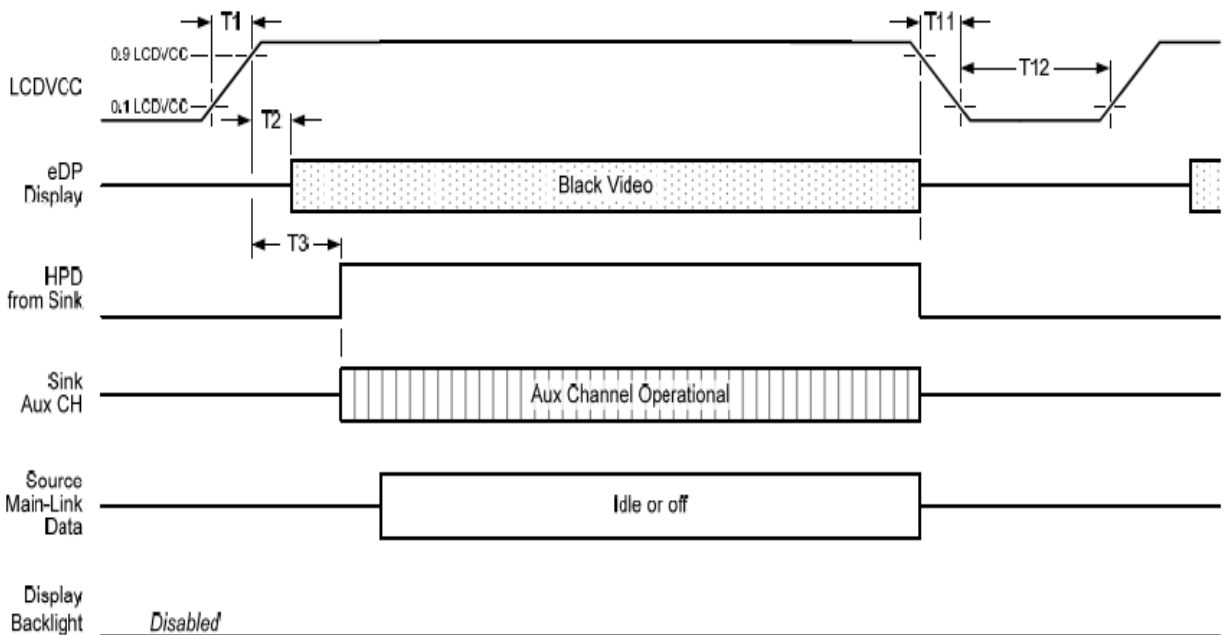 T1
T11
0.9 LCDVCC
LCDVCC
T12
0.1 LCDVCC
T2
eDP
Display
Black Video
T3
HPD
from Sink
Sink
Aux CH
Aux Channel Operational
Source
Main-Link
Data
Idle or off
Display
Backlight
Disabled